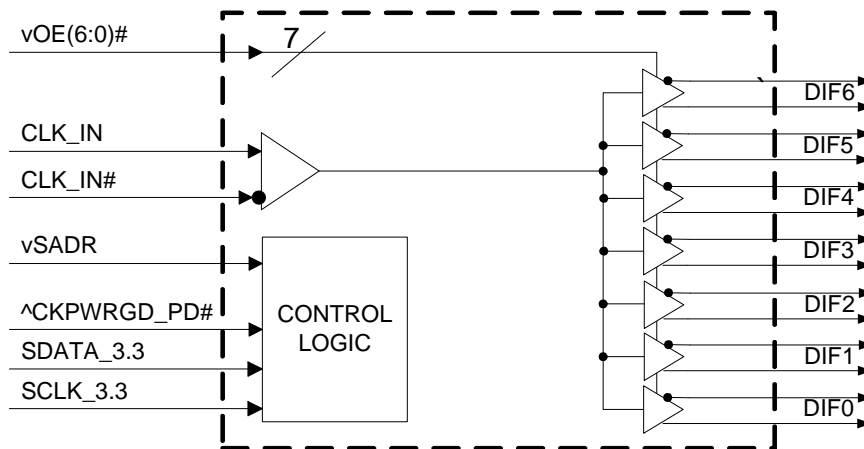 vOE(6:0)#
7
`
DIF6
CLK_IN
DIF5
CLK_IN#
DIF4
vSADR
DIF3
^CKPWRGD_PD#
CONTROL
LOGIC
DIF2
SDATA_3.3
DIF1
SCLK_3.3
DIF0